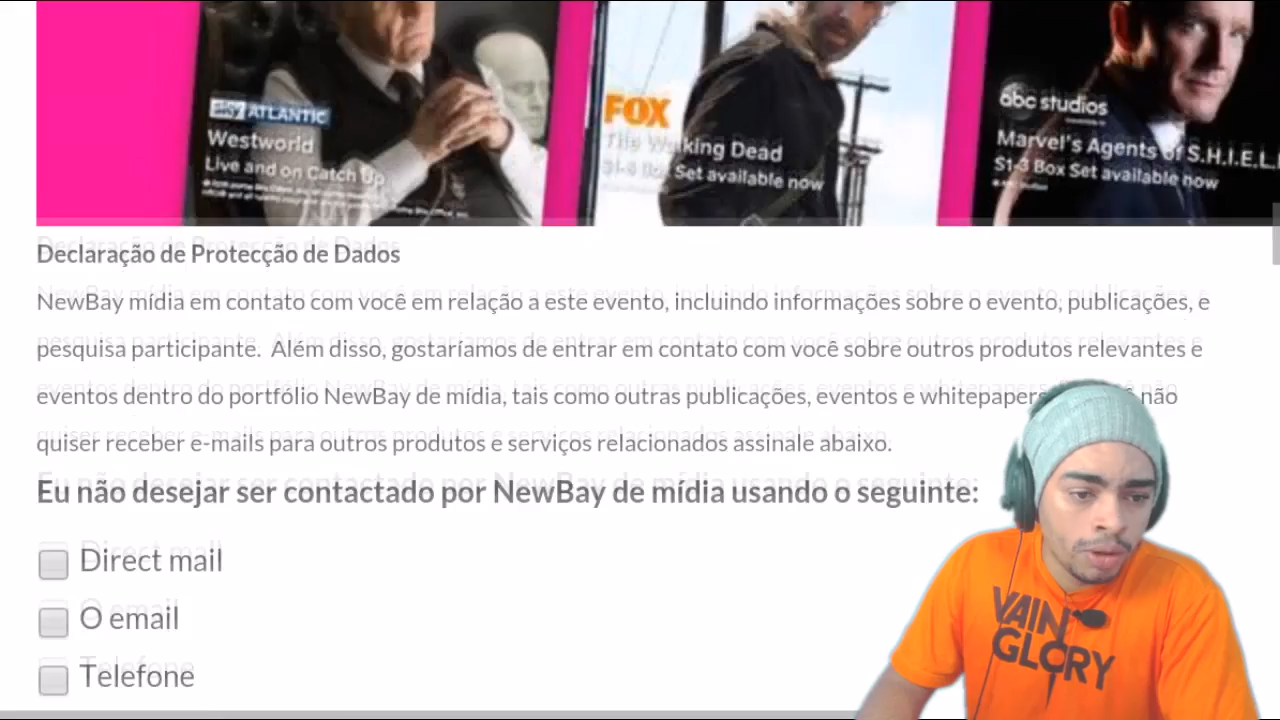 sky ATLANTIC
Westworld
Live and on Catch Up
FOX
The Walking Dead
S1-6 Box Set available now
abc studios
Marvel's Agents of S.H.I.E.L.
S1-3 Box Set available now
Declaração de Protecção de Dados
NewBay mídia em contato com você em relação a este evento, incluindo informações sobre o evento, publicações, e
pesquisa participante. Além disso, gostaríamos de entrar em contato com você sobre outros produtos relevantes e
eventos dentro do portfólio NewBay de mídia, tais como outras publicações, eventos e whitepapers não
quiser receber e-mails para outros produtos e serviços relacionados assinale abaixo.
Eu não desejar ser contactado por NewBay de mídia usando o seguinte:
Direct mail
O email
Telefone
VAIN
GLORY